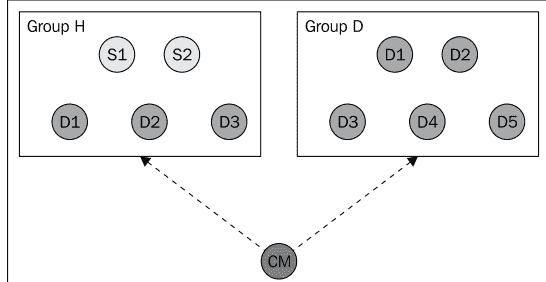 Group H
S1 S2
D1 D2 D3
Group D
D1 D2
D3 D4 D5
CM